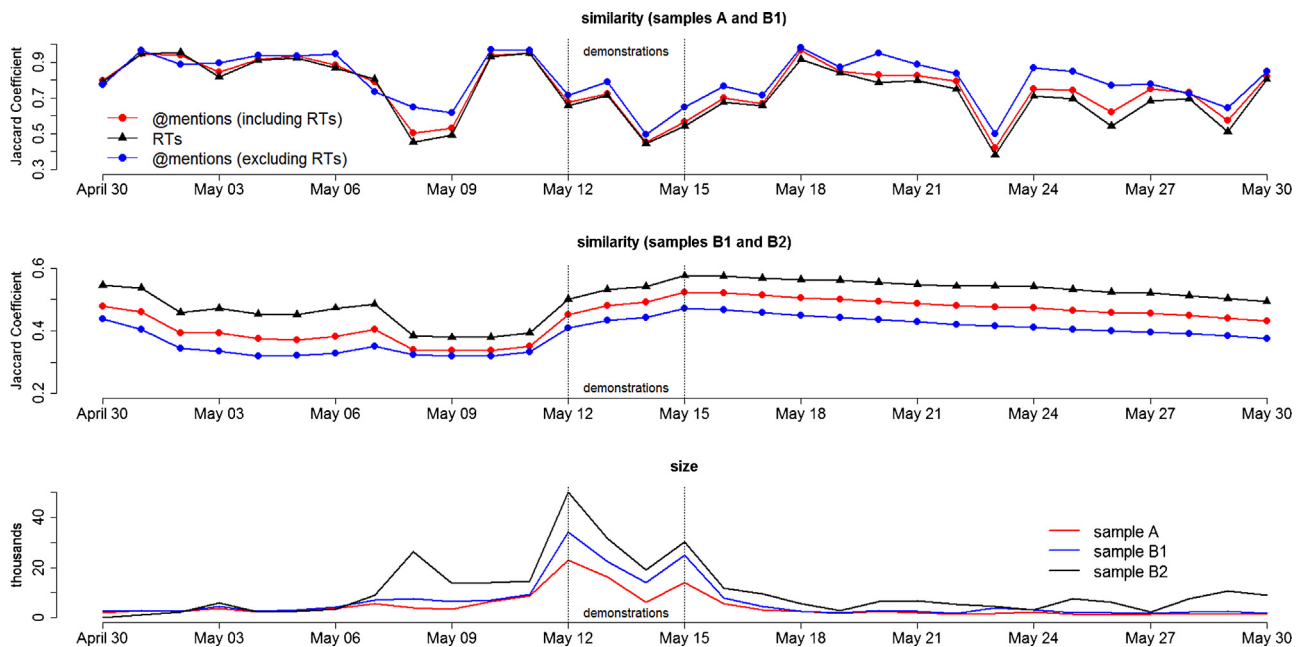 similarity (samples A and B1)
Jaccard Coefficient
0.9
0.7
0.5
0.3
demonstrations
@mentions (including RTs)
RTs
@mentions (excluding RTs)
April 30 May 03 May 06 May 09 May 12 May 15 May 18 May 21 May 24 May 27 May 30
similarity (samples B1 and B2)
Jaccard Coefficient
0.6
0.4
0.2
demonstrations
April 30 May 03 May 06 May 09 May 12 May 15 May 18 May 21 May 24 May 27 May 30
size
thousands
40
20
0
sample A
sample B1
sample B2
demonstrations
April 30 May 03 May 06 May 09 May 12 May 15 May 18 May 21 May 24 May 27 May 30